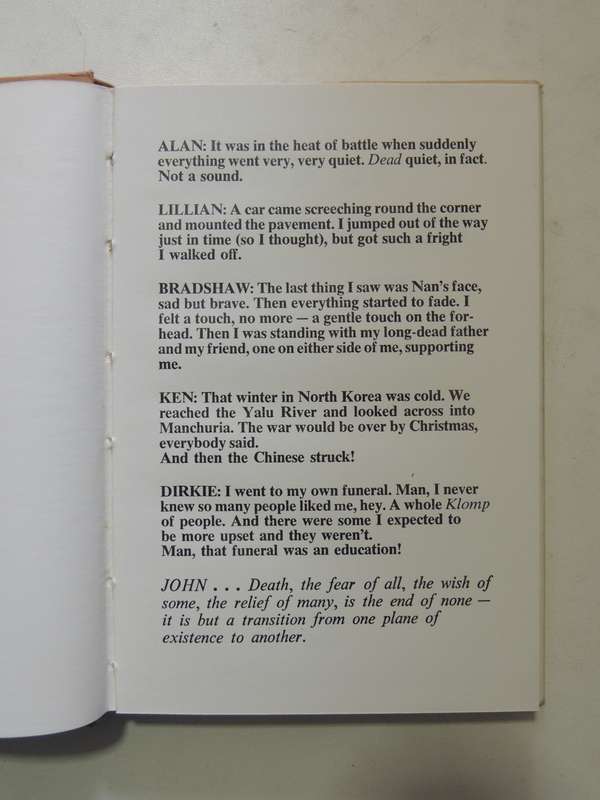 ALAN: It was in the heat of battle when suddenly
everything went very, very quiet. Dead quiet, in fact.
Not a sound.
LILLIAN: A car came screeching round the corner
and mounted the pavement. I jumped out of the way
just in time (so I thought), but got such a fright
I walked off.
BRADSHAW: The last thing I saw was Nan's face,
sad but brave. Then everything started to fade. I
felt a touch, no more — a gentle touch on the for-
head. Then I was standing with my long-dead father
and my friend, one on either side of me, supporting
me.
KEN: That winter in North Korea was cold. We
reached the Yalu River and looked across into
Manchuria. The war would be over by Christmas,
everybody said.
And then the Chinese struck!
DIRKIE: I went to my own funeral. Man, I never
knew so many people liked me, hey. A whole Klomp
of people. And there were some I expected to
be more upset and they weren't.
Man, that funeral was an education!
JOHN . . . Death, the fear of all, the wish of
some, the relief of many, is the end of none —
it is but a transition from one plane of
existence to another.